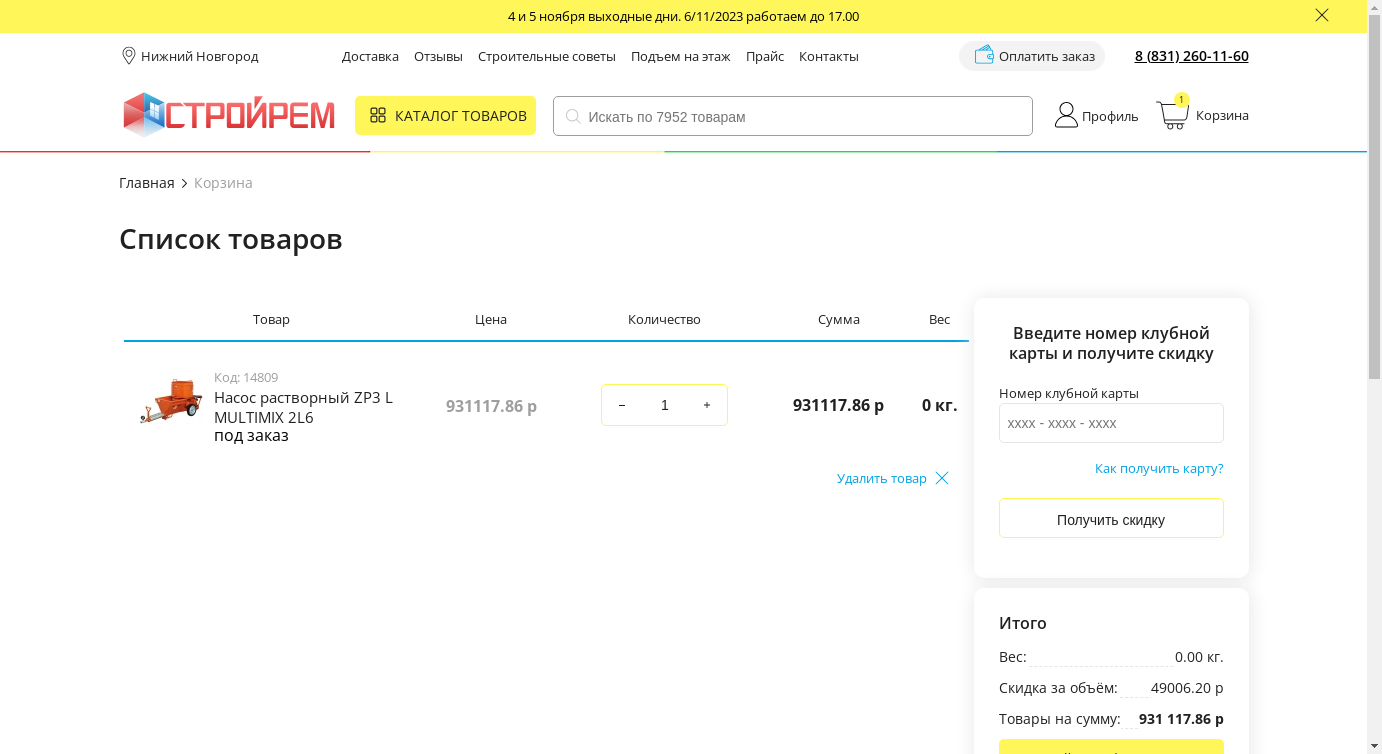 4 и 5 ноября выходные дни. 6/11/2023 работаем до 17.00
Нижний Новгород
Доставка Отзывы Строительные советы Подъем на этаж Прайс Контакты
Оплатить заказ
8 (831) 260-11-60
СТРОЙРЕМ
КАТАЛОГ ТОВАРОВ
Искать по 7952 товарам
Профиль
1
Корзина
Главная Корзина
Список товаров
Товар Цена Количество Сумма Вес
Код: 14809
Насос растворный ZP3 L
MULTIMIX 2L6
под заказ
931117.86 р
− 1 +
931117.86 р
0 кг.
Удалить товар
Введите номер клубной
карты и получите скидку
Номер клубной карты
xxxx - xxxx - xxxx
Как получить карту?
Получить скидку
Итого
Вес: 0.00 кг.
Скидка за объём: 49006.20 р
Товары на сумму: 931 117.86 р